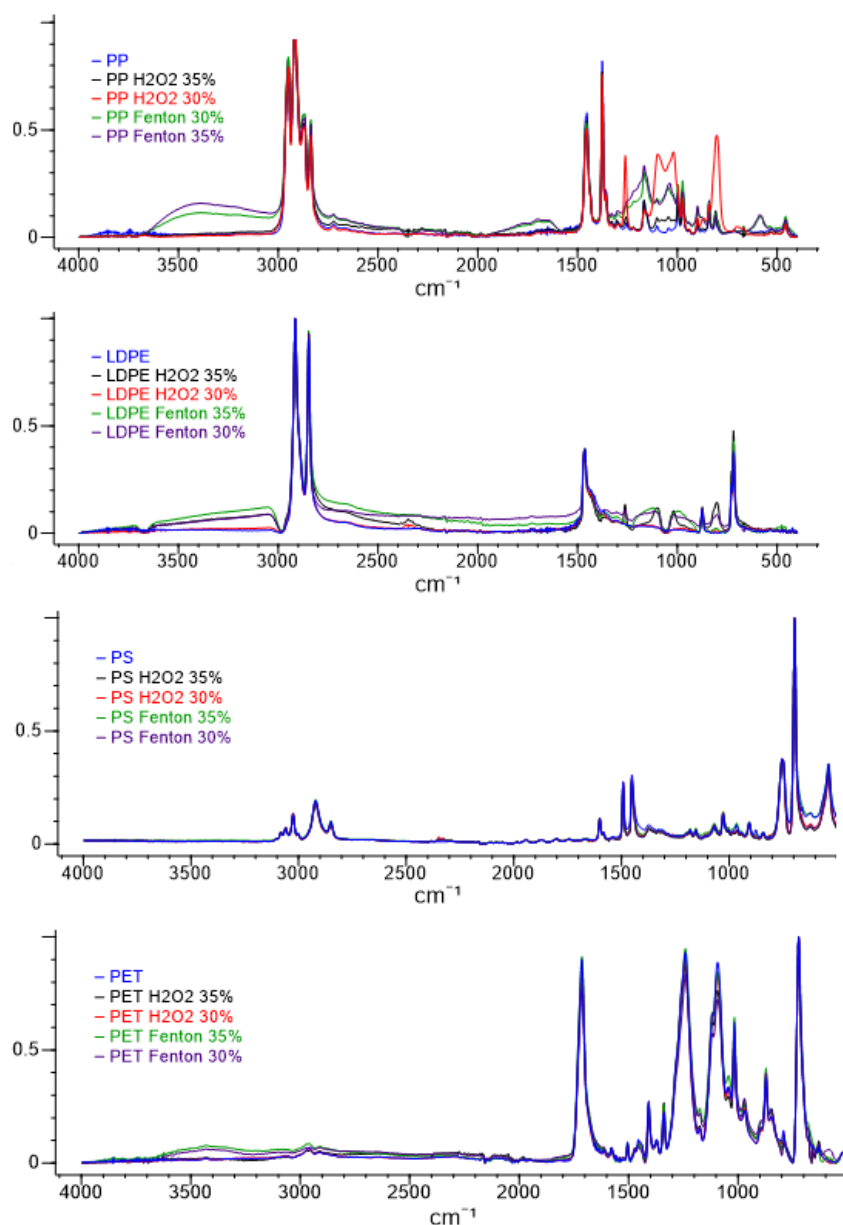 – PP
– PP H2O2 35%
– PP H2O2 30%
– PP Fenton 30%
– PP Fenton 35%
0.5
0
4000 3500 3000 2500 2000 1500 1000 500
cm⁻¹
– LDPE
– LDPE H2O2 35%
– LDPE H2O2 30%
– LDPE Fenton 35%
– LDPE Fenton 30%
0.5
0
4000 3500 3000 2500 2000 1500 1000 500
cm⁻¹
– PS
– PS H2O2 35%
– PS H2O2 30%
– PS Fenton 35%
– PS Fenton 30%
0.5
0
4000 3500 3000 2500 2000 1500 1000
cm⁻¹
– PET
– PET H2O2 35%
– PET H2O2 30%
– PET Fenton 35%
– PET Fenton 30%
0.5
0
4000 3500 3000 2500 2000 1500 1000
cm⁻¹